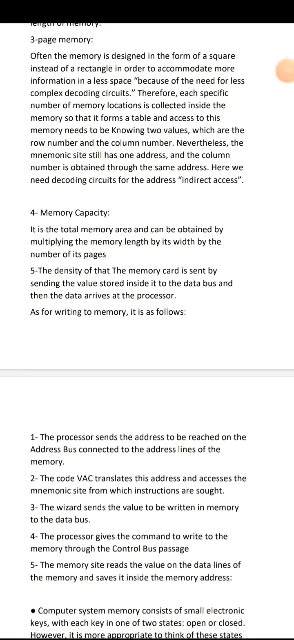 length of memory.
3-page memory:
Often the memory is designed in the form of a square
instead of a rectangle in order to accommodate more
information in a less space "because of the need for less
complex decoding circuits." Therefore, each specific
number of memory locations is collected inside the
memory so that it forms a table and access to this
memory needs to be Knowing two values, which are the
row number and the column number. Nevertheless, the
mnemonic site still has one address, and the column
number is obtained through the same address. Here we
need decoding circuits for the address "indirect access".
4- Memory Capacity:
It is the total memory area and can be obtained by
multiplying the memory length by its width by the
number of its pages
5-The density of that The memory card is sent by
sending the value stored inside it to the data bus and
then the data arrives at the processor.
As for writing to memory, it is as follows:
1- The processor sends the address to be reached on the
Address Bus connected to the address lines of the
memory.
2- The code VAC translates this address and accesses the
mnemonic site from which instructions are sought.
3- The wizard sends the value to be written in memory
to the data bus.
4- The processor gives the command to write to the
memory through the Control Bus passage
5- The memory site reads the value on the data lines of
the memory and saves it inside the memory address:
● Computer system memory consists of small electronic
keys, with each key in one of two states: open or closed.
However, it is more appropriate to think of these states